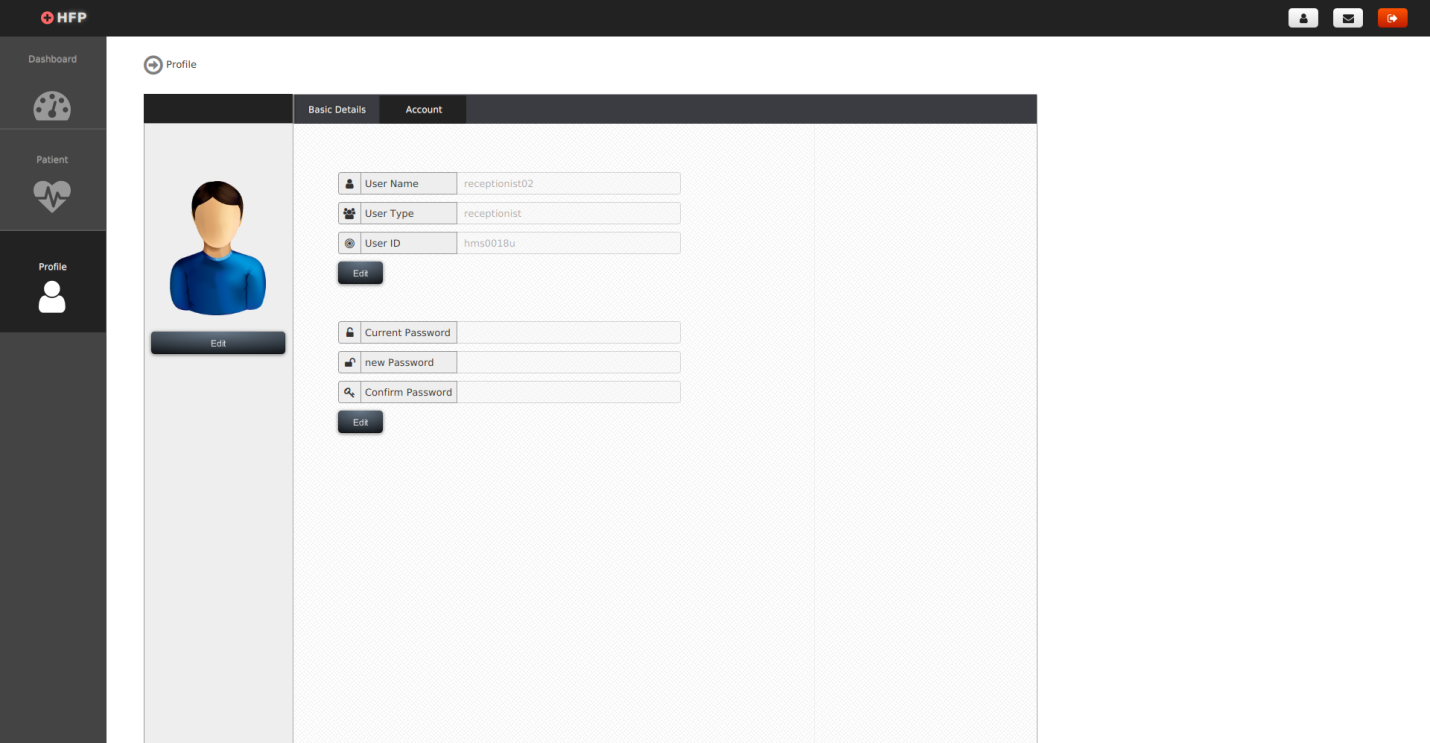 HFP
Dashboard
Patient
Profile
Profile
Basic Details
Account
Edit
User Name receptionist02
User Type receptionist
User ID hms0018u
Edit
Current Password
new Password
Confirm Password
Edit